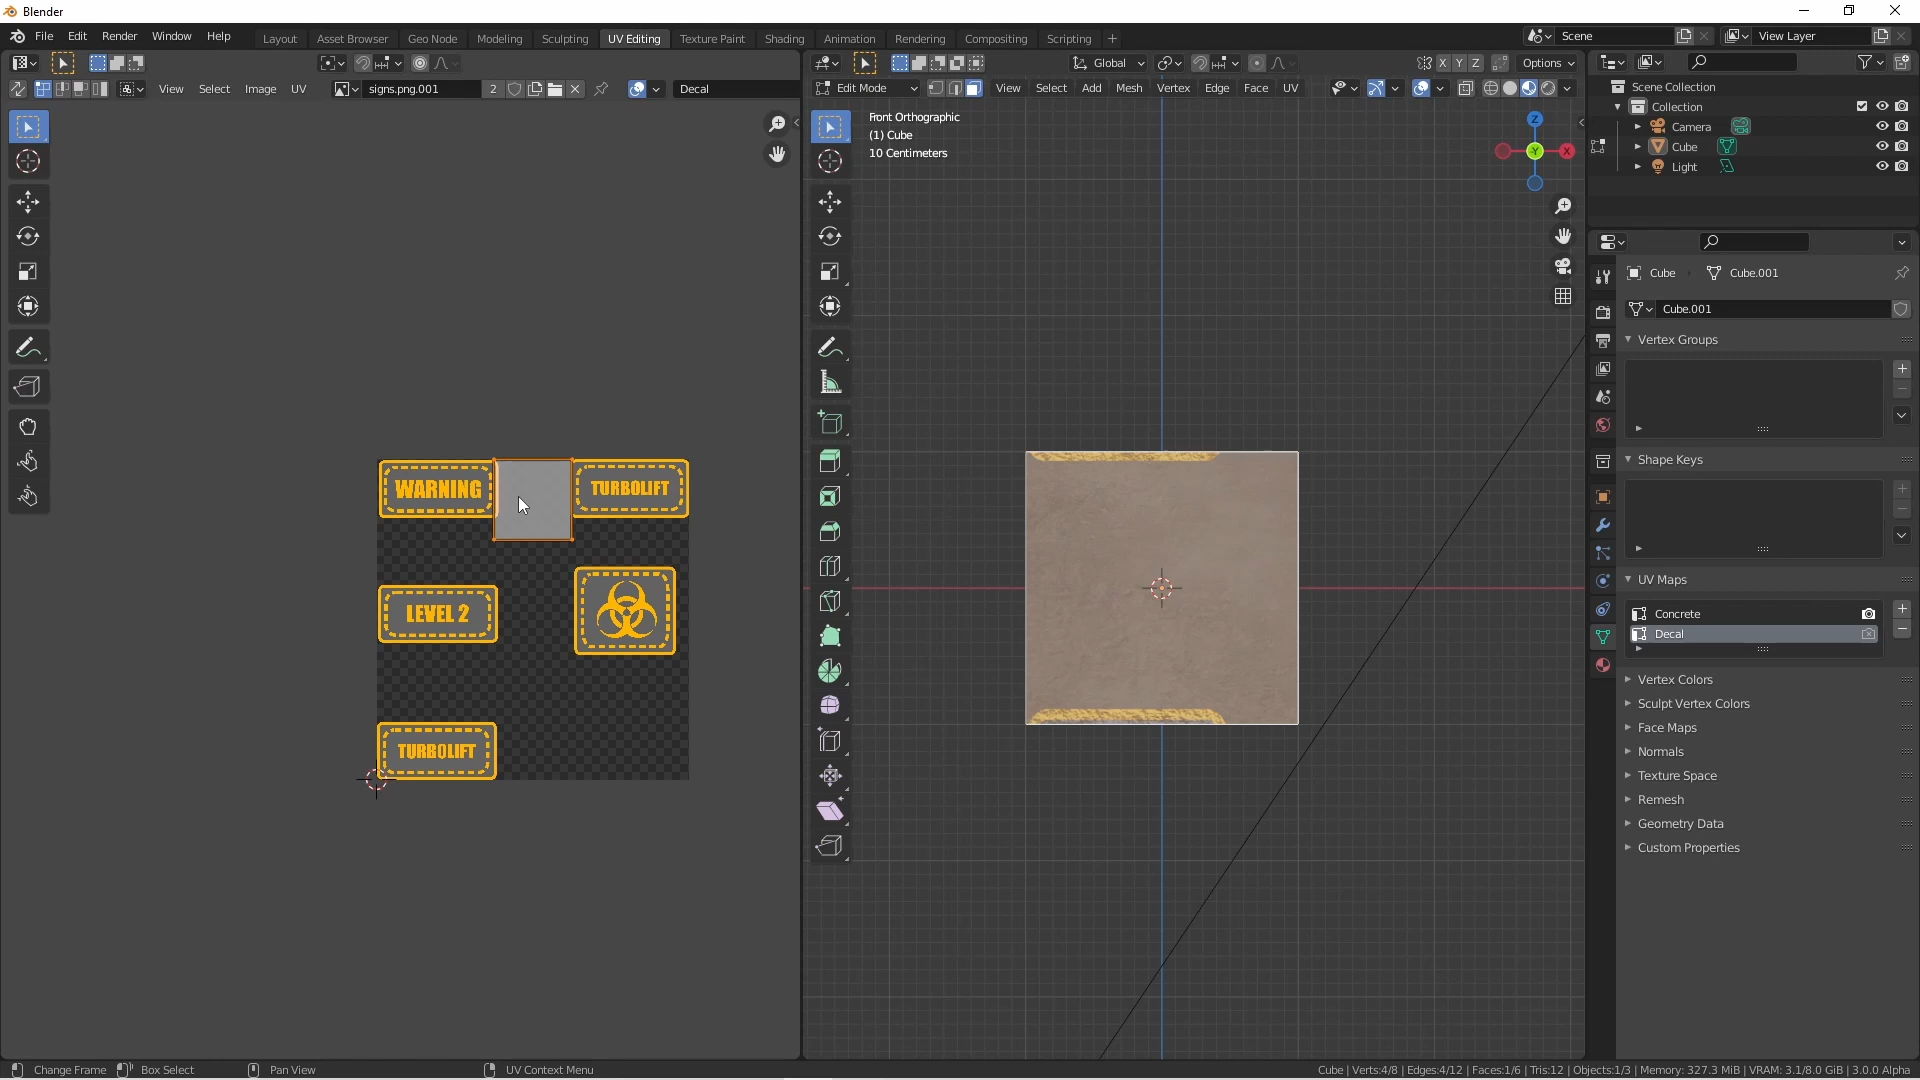 Blender
File Edit Render Window Help
Layout Asset Browser Geo Node Modeling Sculpting UV Editing Texture Paint Shading Animation Rendering Compositing Scripting +
Scene View Layer
Global
X Y Z
Options
View Select Image UV
signs.png.001 2
Decal
Edit Mode
View Select Add Mesh Vertex Edge Face UV
Front Orthographic
(1) Cube
10 Centimeters
Z
Y
X
WARNING
TURBOLIFT
LEVEL 2
TURBOLIFT
Scene Collection
Collection
Camera
Cube
Light
Cube Cube.001
Cube.001
Vertex Groups
Shape Keys
UV Maps
Concrete
Decal
Vertex Colors
Sculpt Vertex Colors
Face Maps
Normals
Texture Space
Remesh
Geometry Data
Custom Properties
Change Frame Box Select Pan View UV Context Menu
Cube | Verts:4/8 | Edges:4/12 | Faces:1/6 | Tris:12 | Objects:1/3 | Memory: 327.3 MiB | VRAM: 3.1/8.0 GiB | 3.0.0 Alpha